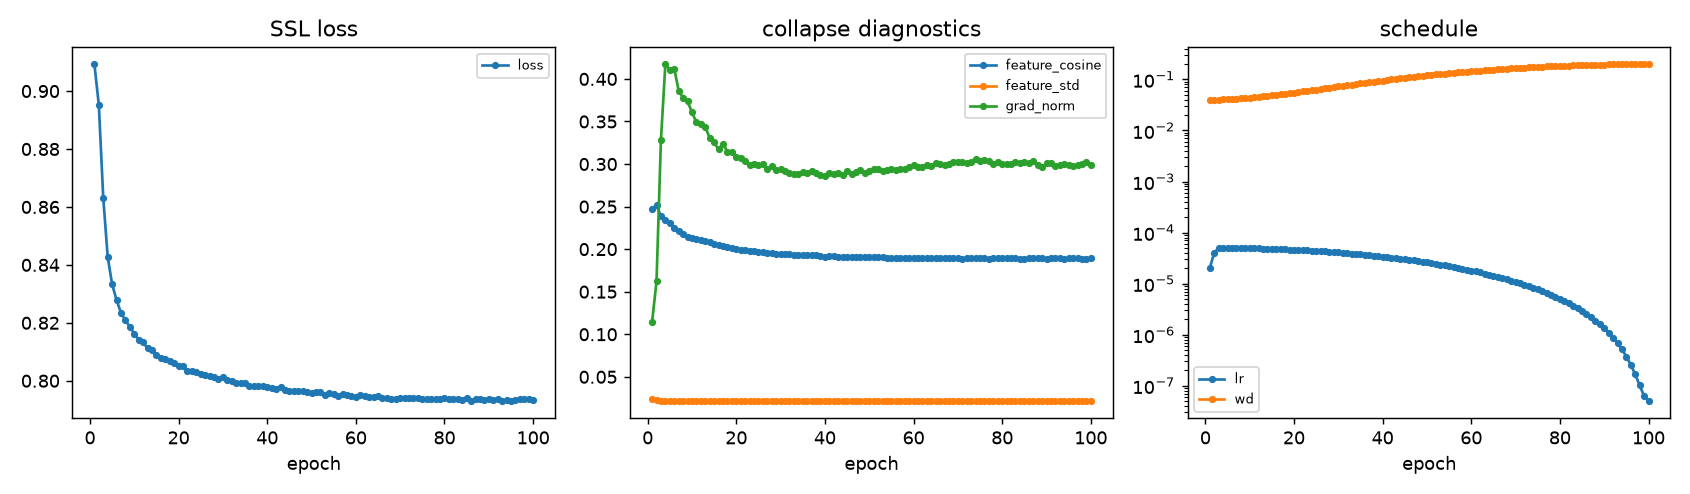 SSL loss
loss
0.90
0.88
0.86
0.84
0.82
0.80
0 20 40 60 80 100
epoch
collapse diagnostics
feature_cosine
feature_std
grad_norm
0.40
0.35
0.30
0.25
0.20
0.15
0.10
0.05
0 20 40 60 80 100
epoch
schedule
10⁻¹
10⁻²
10⁻³
10⁻⁴
10⁻⁵
10⁻⁶
10⁻⁷
lr
wd
0 20 40 60 80 100
epoch